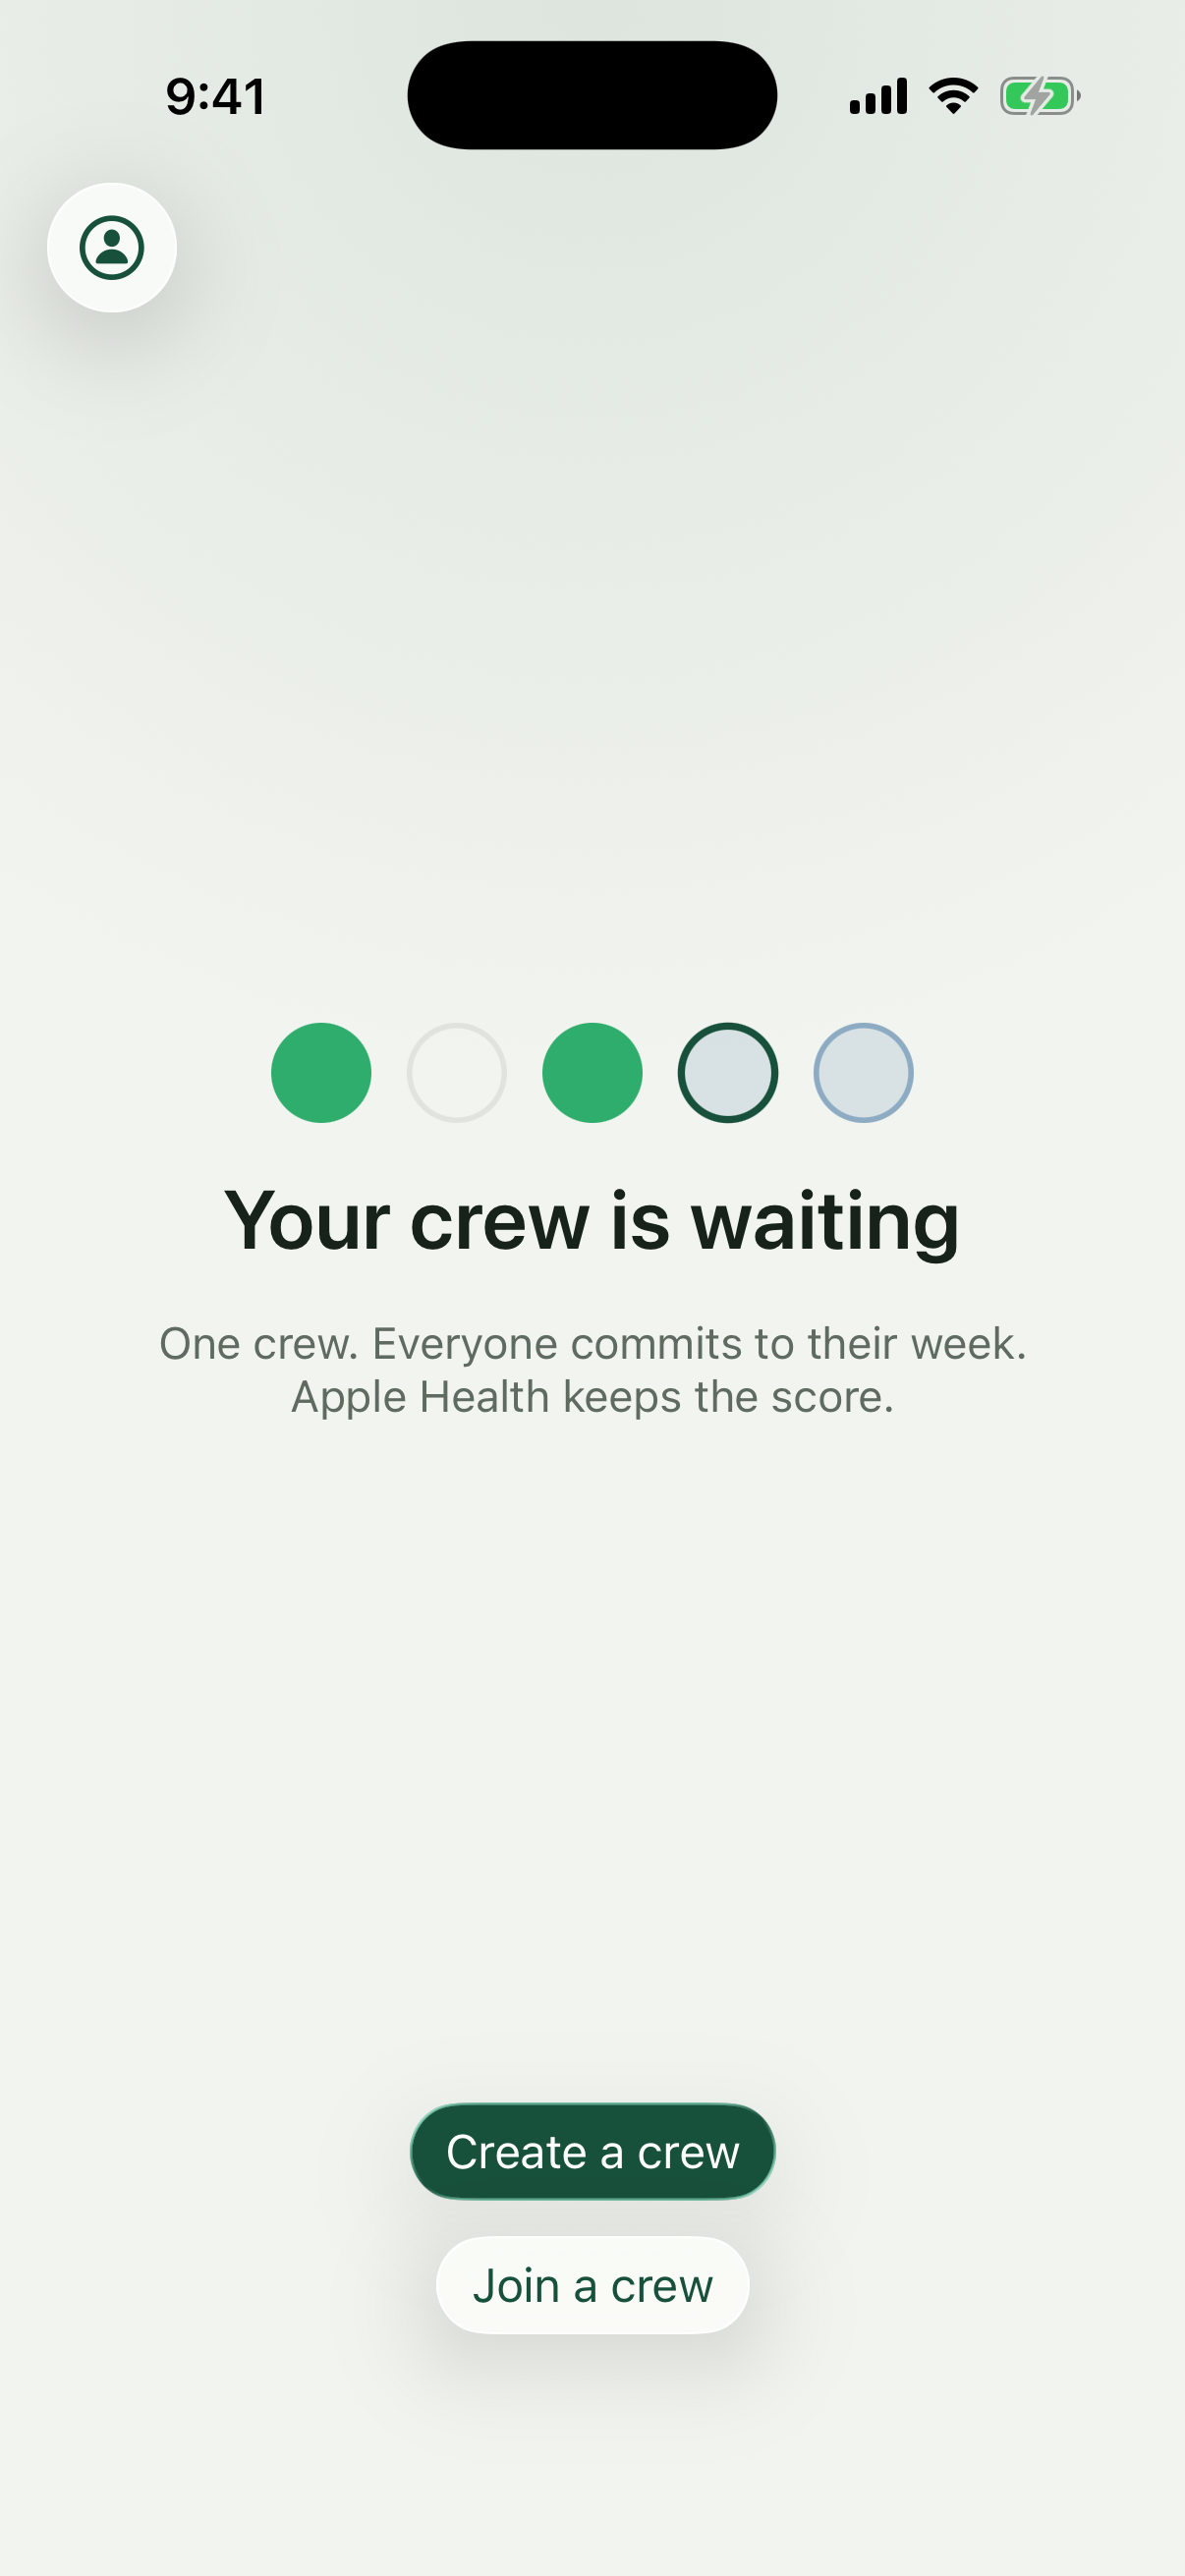 9:41
Your crew is waiting
One crew. Everyone commits to their week.
Apple Health keeps the score.
Create a crew
Join a crew